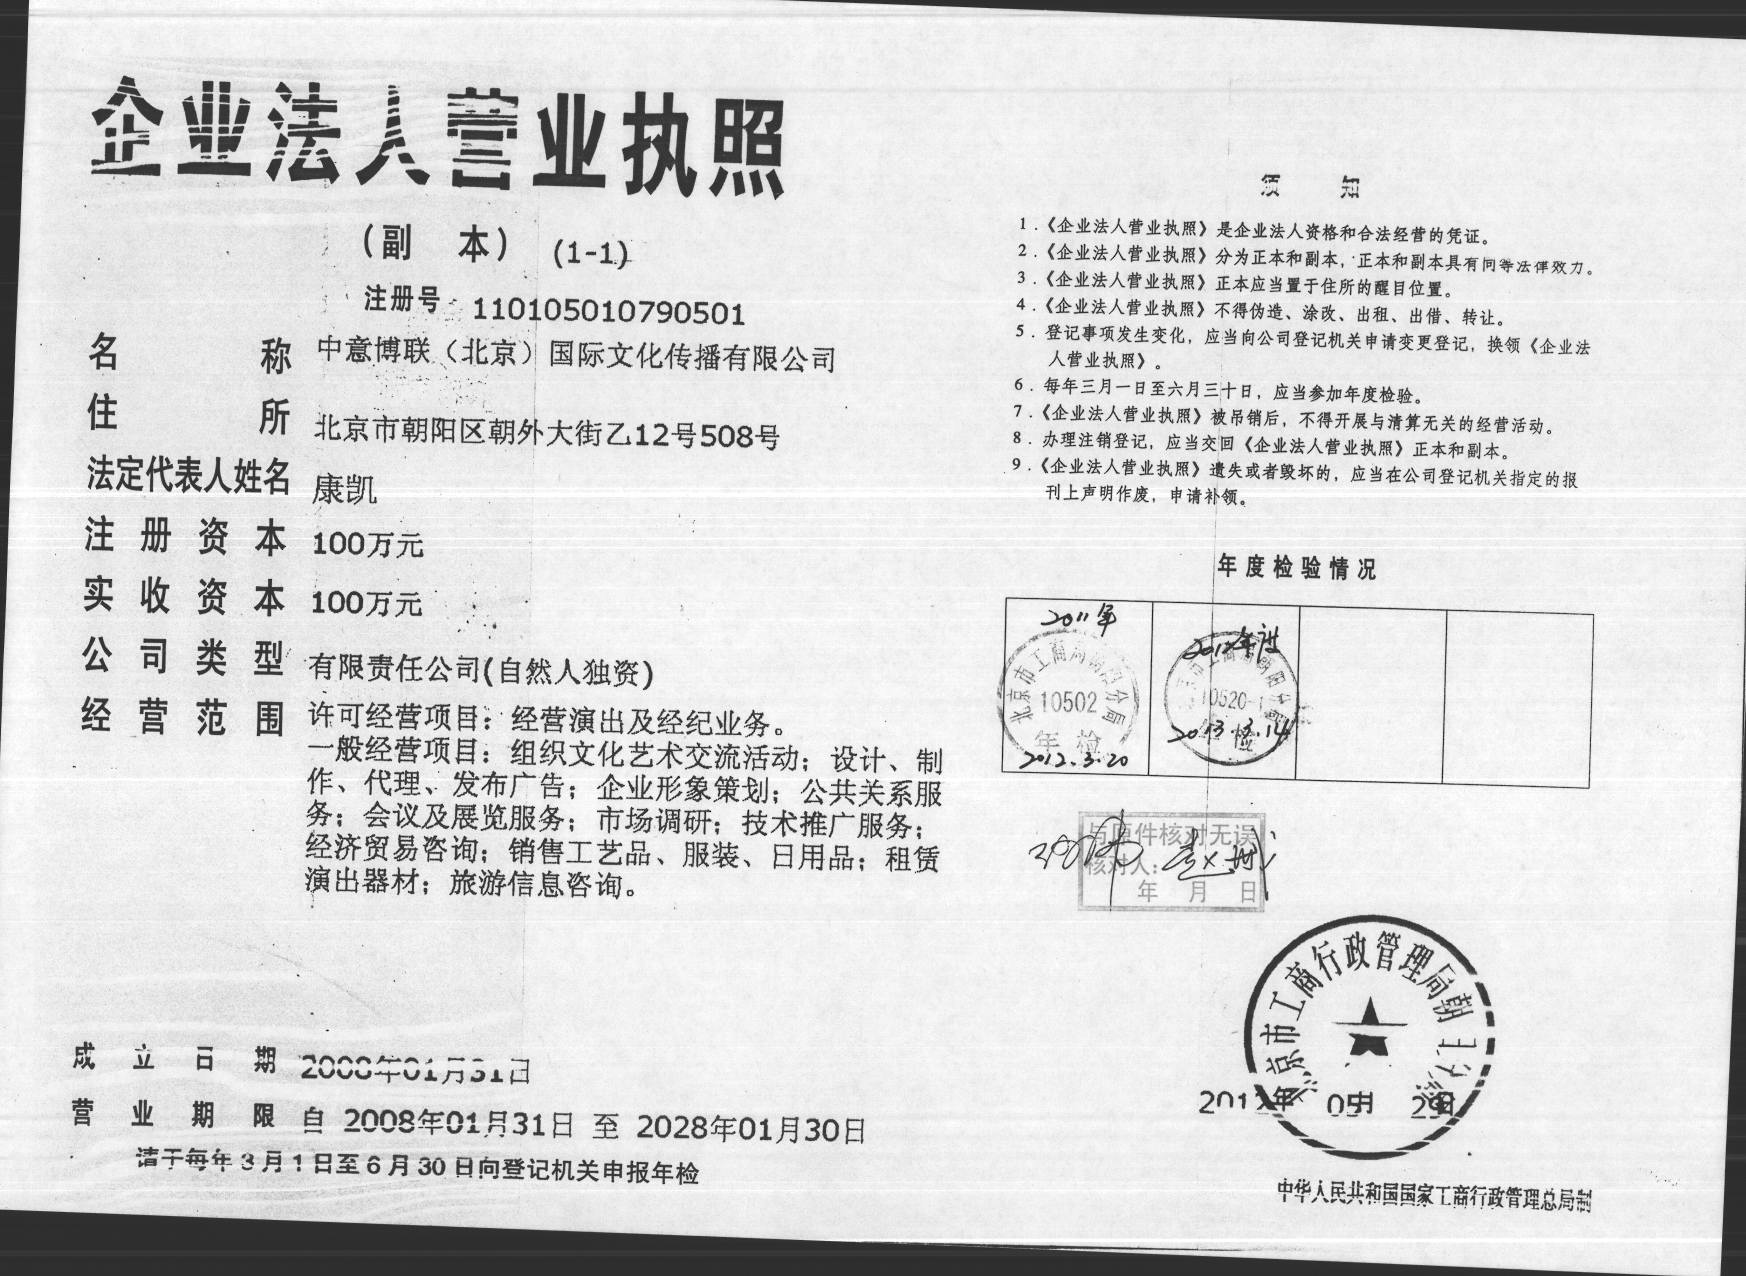 企业法人营业执照
（副 本） (1-1)
注册号 110105010790501
名 称 中意博联（北京）国际文化传播有限公司
住 所 北京市朝阳区朝外大街乙12号508号
法定代表人姓名 康凯
注册资本 100万元
实收资本 100万元
公司类型 有限责任公司(自然人独资)
经营范围 许可经营项目：经营演出及经纪业务。
一般经营项目：组织文化艺术交流活动；设计、制
作、代理、发布广告；企业形象策划；公共关系服
务；会议及展览服务；市场调研；技术推广服务；
经济贸易咨询；销售工艺品、服装、日用品；租赁
演出器材；旅游信息咨询。
成立日期 2008年01月31日
营业期限 自 2008年01月31日 至 2028年01月30日
请于每年3月1日至6月30日向登记机关申报年检
须 知
1．《企业法人营业执照》是企业法人资格和合法经营的凭证。
2．《企业法人营业执照》分为正本和副本，正本和副本具有同等法律效力。
3．《企业法人营业执照》正本应当置于住所的醒目位置。
4．《企业法人营业执照》不得伪造、涂改、出租、出借、转让。
5．登记事项发生变化，应当向公司登记机关申请变更登记，换领《企业法
人营业执照》。
6．每年三月一日至六月三十日，应当参加年度检验。
7．《企业法人营业执照》被吊销后，不得开展与清算无关的经营活动。
8．办理注销登记，应当交回《企业法人营业执照》正本和副本。
9．《企业法人营业执照》遗失或者毁坏的，应当在公司登记机关指定的报
刊上声明作废，申请补领。
年度检验情况
2011年
北京市工商局朝阳分局
10502
年 检
2012.3.20
2012年
市工商局朝阳分局
10520-1
检
2013.3.14
与原件核对无误
核对人：
年 月 日
北京市工商行政管理局朝阳分局
2012年 05月 29日
中华人民共和国国家工商行政管理总局制